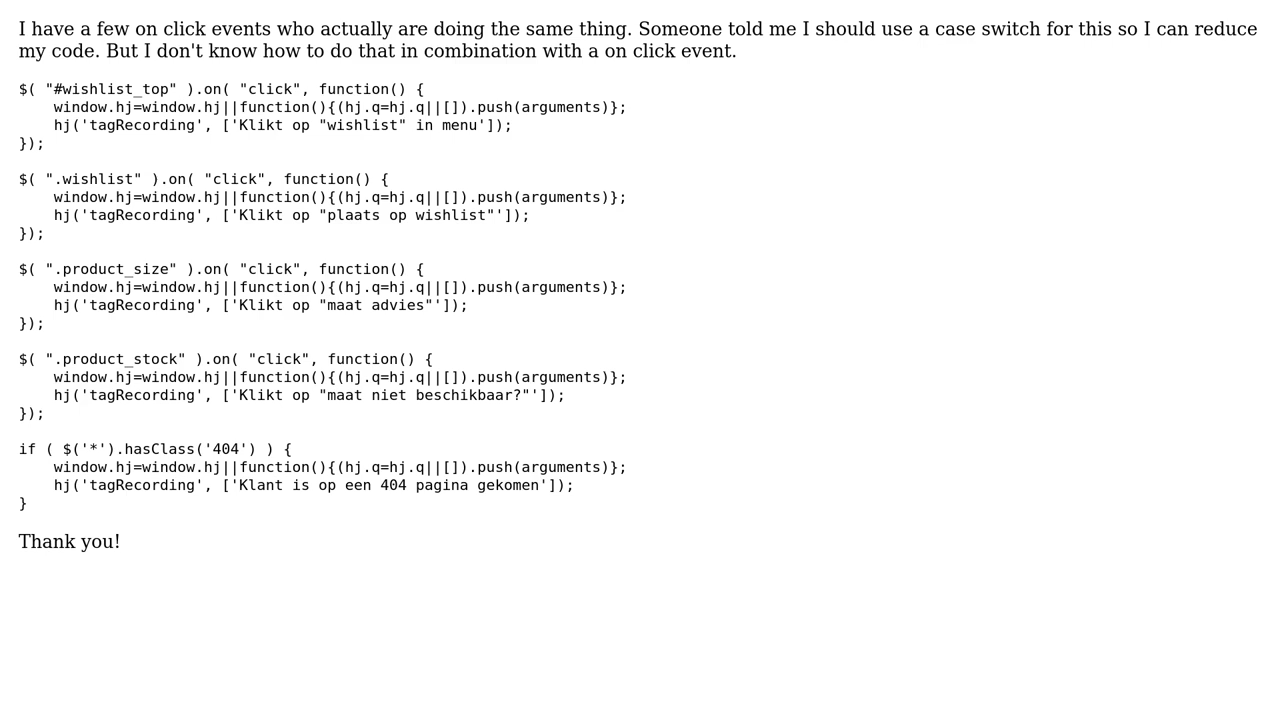 I have a few on click events who actually are doing the same thing. Someone told me I should use a case switch for this so I can reduce
my code. But I don't know how to do that in combination with a on click event.
$( "#wishlist_top" ).on( "click", function() {
    window.hj=window.hj||function(){(hj.q=hj.q||[]).push(arguments)};
    hj('tagRecording', ['Klikt op "wishlist" in menu']);
});
$( ".wishlist" ).on( "click", function() {
    window.hj=window.hj||function(){(hj.q=hj.q||[]).push(arguments)};
    hj('tagRecording', ['Klikt op "plaats op wishlist"']);
});
$( ".product_size" ).on( "click", function() {
    window.hj=window.hj||function(){(hj.q=hj.q||[]).push(arguments)};
    hj('tagRecording', ['Klikt op "maat advies"']);
});
$( ".product_stock" ).on( "click", function() {
    window.hj=window.hj||function(){(hj.q=hj.q||[]).push(arguments)};
    hj('tagRecording', ['Klikt op "maat niet beschikbaar?"']);
});
if ( $('*').hasClass('404') ) {
    window.hj=window.hj||function(){(hj.q=hj.q||[]).push(arguments)};
    hj('tagRecording', ['Klant is op een 404 pagina gekomen']);
}
Thank you!